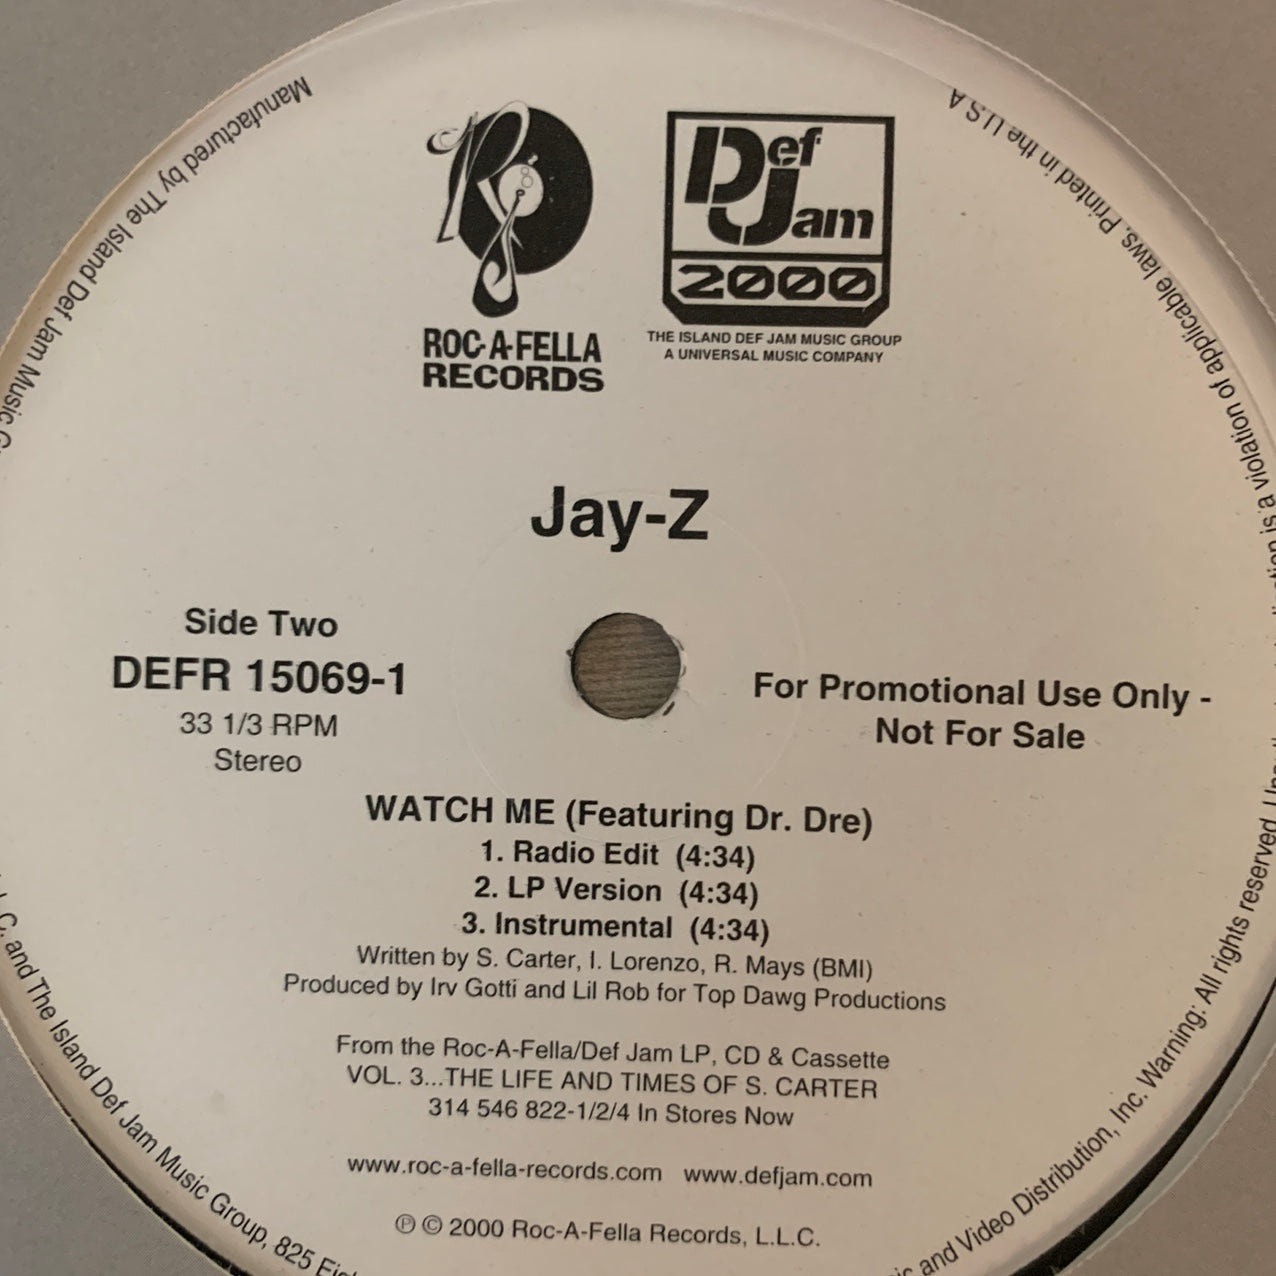 ROC-A-FELLA
RECORDS
Def
Jam
2000
THE ISLAND DEF JAM MUSIC GROUP
A UNIVERSAL MUSIC COMPANY
Jay-Z
Side Two
DEFR 15069-1
33 1/3 RPM
Stereo
For Promotional Use Only -
Not For Sale
WATCH ME (Featuring Dr. Dre)
1. Radio Edit (4:34)
2. LP Version (4:34)
3. Instrumental (4:34)
Written by S. Carter, I. Lorenzo, R. Mays (BMI)
Produced by Irv Gotti and Lil Rob for Top Dawg Productions
From the Roc-A-Fella/Def Jam LP, CD & Cassette
VOL. 3...THE LIFE AND TIMES OF S. CARTER
314 546 822-1/2/4 In Stores Now
www.roc-a-fella-records.com www.defjam.com
℗ © 2000 Roc-A-Fella Records, L.L.C.
Manufactured by The Island Def Jam Music
and The Island Def Jam Music Group, 825
and Video Distribution, Inc. Warning: All rights reserved.
is a violation of applicable laws. Printed in the U.S.A